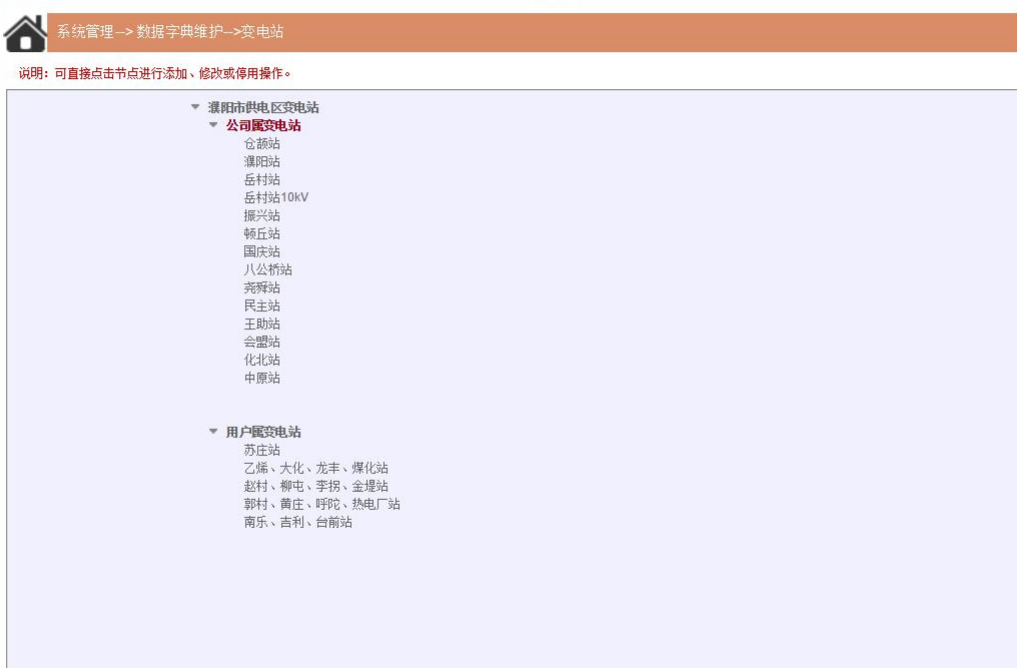 系统管理-->数据字典维护-->变电站
说明：可直接点击节点进行添加、修改或停用操作。
濮阳市供电区变电站
公司属变电站
仓颉站
濮阳站
岳村站
岳村站10kV
振兴站
顿丘站
国庆站
八公桥站
尧舜站
民主站
王助站
会盟站
化北站
中原站
用户属变电站
苏庄站
乙烯、大化、龙丰、煤化站
赵村、柳屯、李拐、金堤站
郭村、黄庄、呼陀、热电厂站
南乐、吉利、台前站